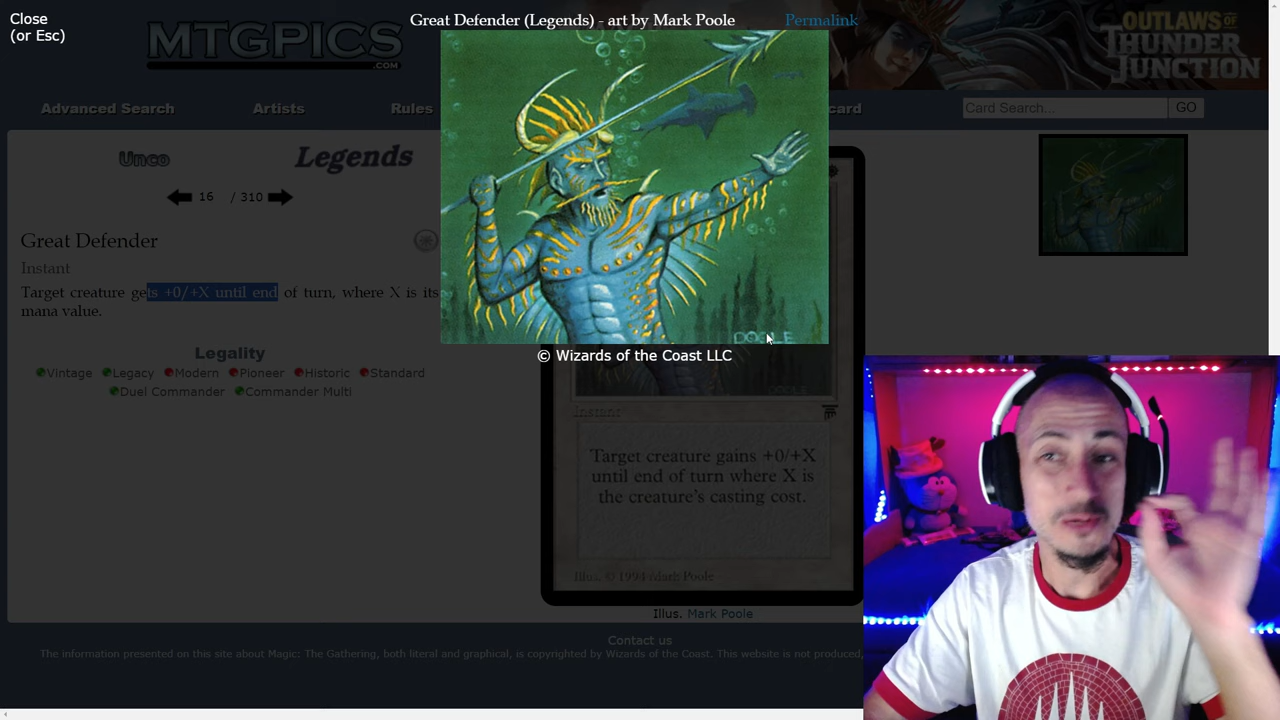 Close
(or Esc)
Great Defender (Legends) - art by Mark Poole
Permalink
MTGPICS
.COM
OUTLAWS OF
THUNDER
JUNCTION
Advanced Search
Artists
Rules
card
Card Search....
GO
Unco
Legends
16 / 310
Great Defender
Instant
Target creature gets +0/+X until end of turn, where X is its
mana value.
Legality
Vintage Legacy Modern Pioneer Historic Standard
Duel Commander Commander Multi
© Wizards of the Coast LLC
Instant
Target creature gains +0/+X
until end of turn where X is
the creature's casting cost.
Illus. © 1994 Mark Poole
Illus. Mark Poole
Contact us
The information presented on this site about Magic: The Gathering, both literal and graphical, is copyrighted by Wizards of the Coast. This website is not produced,